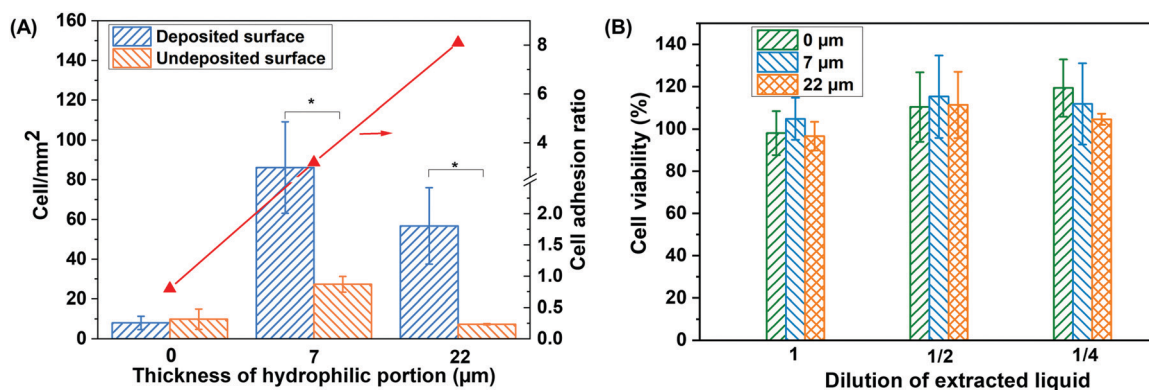 (A)
Deposited surface
Undeposited surface
160
140
120
100
80
60
40
20
0
Cell/mm2
*
*
8
6
4
2.0
1.5
1.0
0.5
0.0
Cell adhesion ratio
0 7 22
Thickness of hydrophilic portion (μm)
(B)
0 μm
7 μm
22 μm
140
120
100
80
60
40
20
0
Cell viability (%)
1 1/2 1/4
Dilution of extracted liquid